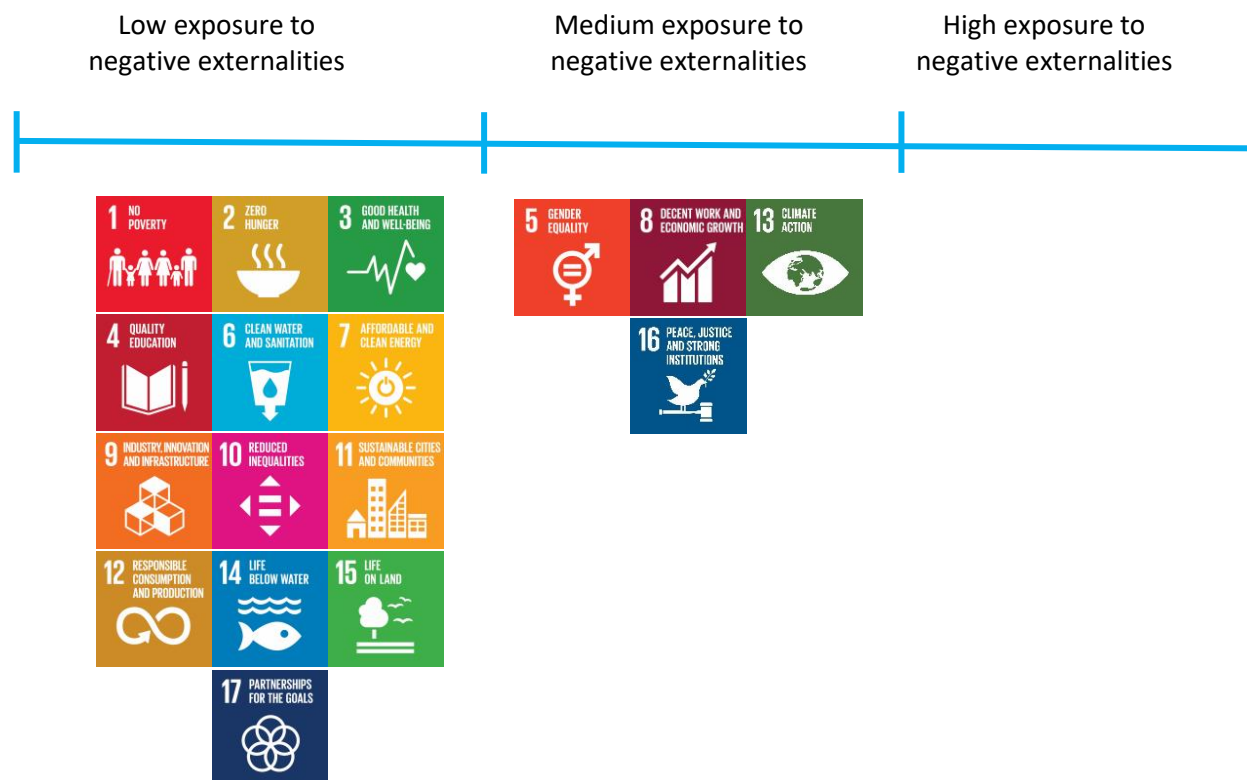 Low exposure to
negative externalities
Medium exposure to
negative externalities
High exposure to
negative externalities
1 NO
POVERTY
2 ZERO
HUNGER
3 GOOD HEALTH
AND WELL-BEING
5 GENDER
EQUALITY
8 DECENT WORK AND
ECONOMIC GROWTH
13 CLIMATE
ACTION
4 QUALITY
EDUCATION
6 CLEAN WATER
AND SANITATION
7 AFFORDABLE AND
CLEAN ENERGY
16 PEACE, JUSTICE
AND STRONG
INSTITUTIONS
9 INDUSTRY, INNOVATION
AND INFRASTRUCTURE
10 REDUCED
INEQUALITIES
11 SUSTAINABLE CITIES
AND COMMUNITIES
12 RESPONSIBLE
CONSUMPTION
AND PRODUCTION
14 LIFE
BELOW WATER
15 LIFE
ON LAND
17 PARTNERSHIPS
FOR THE GOALS